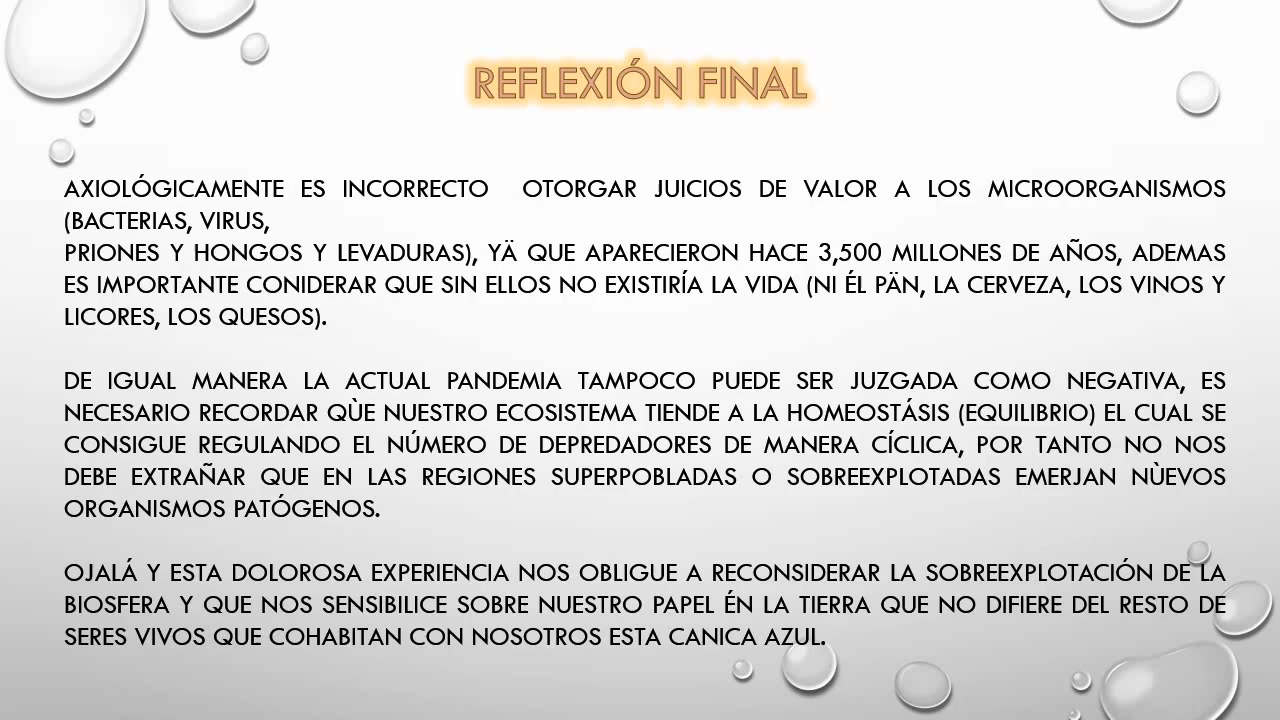 REFLEXIÓN FINAL
AXIOLÓGICAMENTE ES INCORRECTO OTORGAR JUICIOS DE VALOR A LOS MICROORGANISMOS
(BACTERIAS, VIRUS,
PRIONES Y HONGOS Y LEVADURAS), YÄ QUE APARECIERON HACE 3,500 MILLONES DE AÑOS, ADEMAS
ES IMPORTANTE CONIDERAR QUE SIN ELLOS NO EXISTIRÍA LA VIDA (NI ÉL PÄN, LA CERVEZA, LOS VINOS Y
LICORES, LOS QUESOS).
DE IGUAL MANERA LA ACTUAL PANDEMIA TAMPOCO PUEDE SER JUZGADA COMO NEGATIVA, ES
NECESARIO RECORDAR QÙE NUESTRO ECOSISTEMA TIENDE A LA HOMEOSTÁSIS (EQUILIBRIO) EL CUAL SE
CONSIGUE REGULANDO EL NÚMERO DE DEPREDADORES DE MANERA CÍCLICA, POR TANTO NO NOS
DEBE EXTRAÑAR QUE EN LAS REGIONES SUPERPOBLADAS O SOBREEXPLOTADAS EMERJAN NÙEVOS
ORGANISMOS PATÓGENOS.
OJALÁ Y ESTA DOLOROSA EXPERIENCIA NOS OBLIGUE A RECONSIDERAR LA SOBREEXPLOTACIÓN DE LA
BIOSFERA Y QUE NOS SENSIBILICE SOBRE NUESTRO PAPEL ÉN LA TIERRA QUE NO DIFIERE DEL RESTO DE
SERES VIVOS QUE COHABITAN CON NOSOTROS ESTA CANICA AZUL.